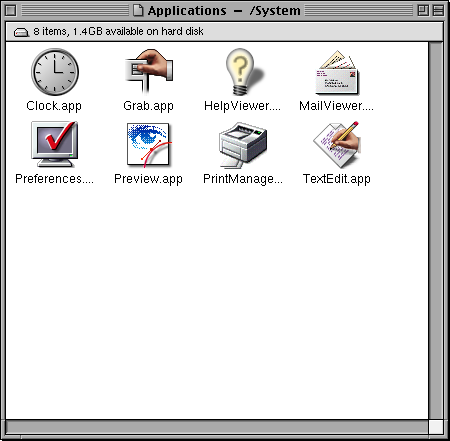 Applications — /System
8 items, 1.4GB available on hard disk
Clock.app
Grab.app
HelpViewer....
MailViewer....
Preferences....
Preview.app
PrintManage...
TextEdit.app